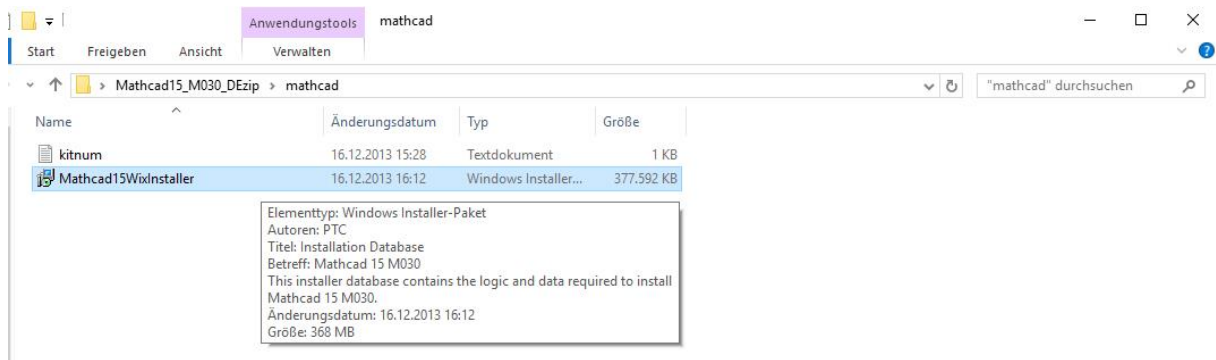 Anwendungstools mathcad
Start Freigeben Ansicht Verwalten
Mathcad15_M030_DEzip > mathcad "mathcad" durchsuchen
Name Änderungsdatum Typ Größe
kitnum 16.12.2013 15:28 Textdokument 1 KB
Mathcad15WixInstaller 16.12.2013 16:12 Windows Installer... 377.592 KB
Elementtyp: Windows Installer-Paket
Autoren: PTC
Titel: Installation Database
Betreff: Mathcad 15 M030
This installer database contains the logic and data required to install
Mathcad 15 M030.
Änderungsdatum: 16.12.2013 16:12
Größe: 368 MB